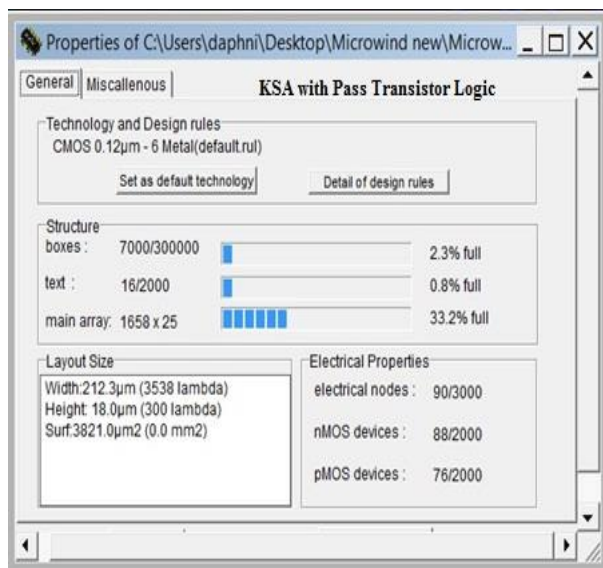 Properties of C:\Users\daphni\Desktop\Microwind new\Microw...
General Miscallenous
KSA with Pass Transistor Logic
Technology and Design rules
CMOS 0.12µm - 6 Metal(default.rul)
Set as default technology Detail of design rules
Structure
boxes : 7000/300000 2.3% full
text : 16/2000 0.8% full
main array: 1658 x 25 33.2% full
Layout Size
Width:212.3µm (3538 lambda)
Height: 18.0µm (300 lambda)
Surf:3821.0µm2 (0.0 mm2)
Electrical Properties
electrical nodes : 90/3000
nMOS devices : 88/2000
pMOS devices : 76/2000